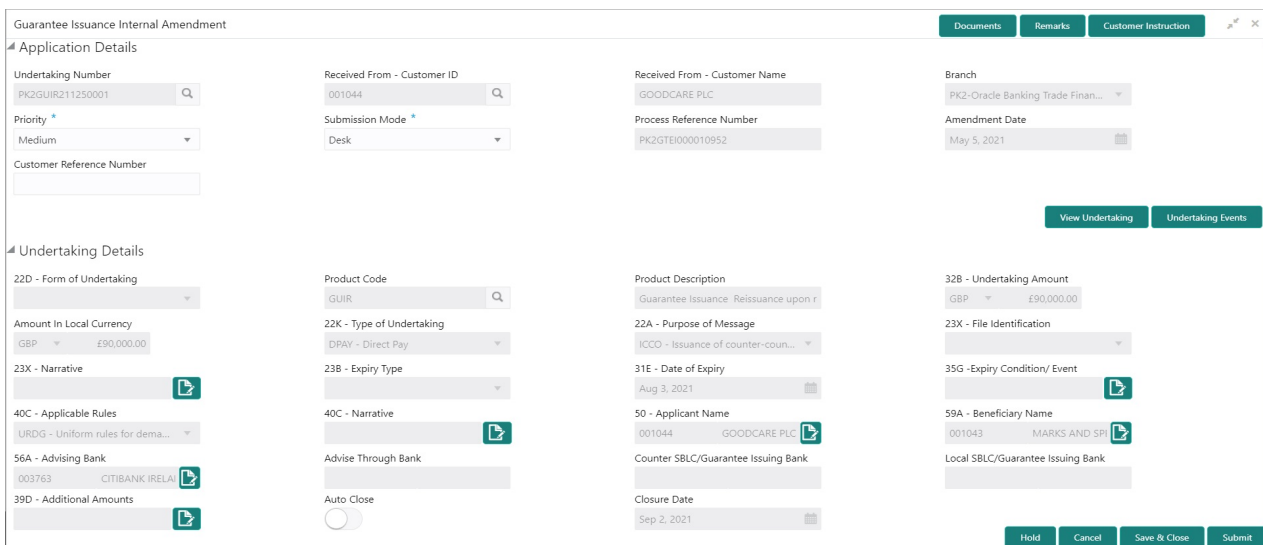 Guarantee Issuance Internal Amendment Documents Remarks Customer Instruction
Application Details
Undertaking Number Received From - Customer ID Received From - Customer Name Branch
PK2GUIR211250001 001044 GOODCARE PLC PK2-Oracle Banking Trade Finan...
Priority * Submission Mode * Process Reference Number Amendment Date
Medium Desk PK2GTEI000010952 May 5, 2021
Customer Reference Number
View Undertaking Undertaking Events
Undertaking Details
22D - Form of Undertaking Product Code Product Description 32B - Undertaking Amount
GUIR Guarantee Issuance Reissuance upon r GBP £90,000.00
Amount In Local Currency 22K - Type of Undertaking 22A - Purpose of Message 23X - File Identification
GBP £90,000.00 DPAY - Direct Pay ICCO - Issuance of counter-coun...
23X - Narrative 23B - Expiry Type 31E - Date of Expiry 35G -Expiry Condition/ Event
Aug 3, 2021
40C - Applicable Rules 40C - Narrative 50 - Applicant Name 59A - Beneficiary Name
URDG - Uniform rules for dema... 001044 GOODCARE PLC 001043 MARKS AND SPI
56A - Advising Bank Advise Through Bank Counter SBLC/Guarantee Issuing Bank Local SBLC/Guarantee Issuing Bank
003763 CITIBANK IRELA
39D - Additional Amounts Auto Close Closure Date
Sep 2, 2021
Hold Cancel Save & Close Submit